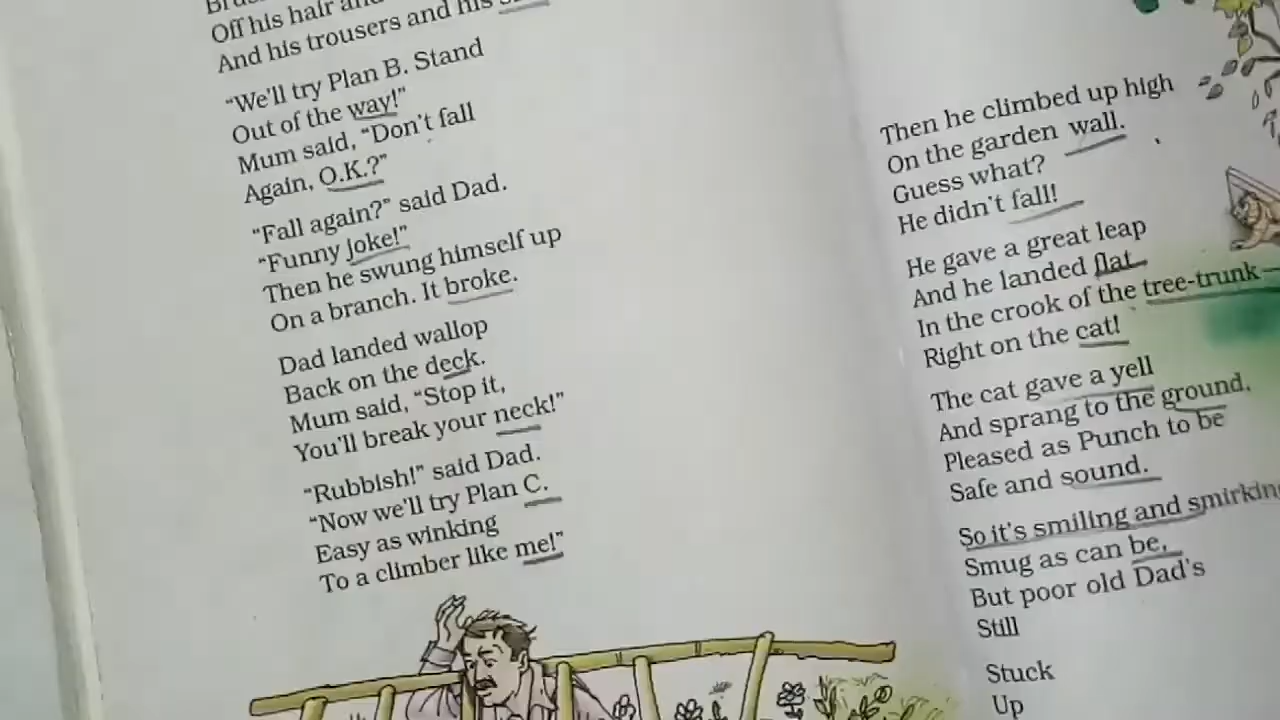 Off his hair and
And his trousers and his
"We'll try Plan B. Stand
Out of the way!"
Mum said, "Don't fall
Again, O.K.?"
"Fall again?" said Dad.
"Funny joke!"
Then he swung himself up
On a branch. It broke.
Dad landed wallop
Back on the deck.
Mum said, "Stop it,
You'll break your neck!"
"Rubbish!" said Dad.
"Now we'll try Plan C.
Easy as winking
To a climber like me!"
Then he climbed up high
On the garden wall.
Guess what?
He didn't fall!
He gave a great leap
And he landed flat
In the crook of the tree-trunk—
Right on the cat!
The cat gave a yell
And sprang to the ground,
Pleased as Punch to be
Safe and sound.
So it's smiling and smirking
Smug as can be,
But poor old Dad's
Still
Stuck
Up